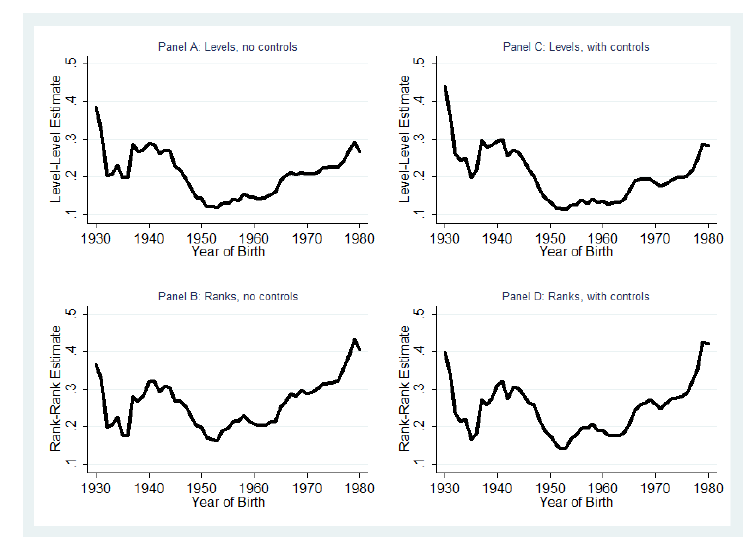 Panel A: Levels, no controls
Level-Level Estimate
.5
.4
.3
.2
.1
1930 1940 1950 1960 1970 1980
Year of Birth
Panel C: Levels, with controls
Level-Level Estimate
.5
.4
.3
.2
.1
1930 1940 1950 1960 1970 1980
Year of Birth
Panel B: Ranks, no controls
Rank-Rank Estimate
.5
.4
.3
.2
.1
1930 1940 1950 1960 1970 1980
Year of Birth
Panel D: Ranks, with controls
Rank-Rank Estimate
.5
.4
.3
.2
.1
1930 1940 1950 1960 1970 1980
Year of Birth